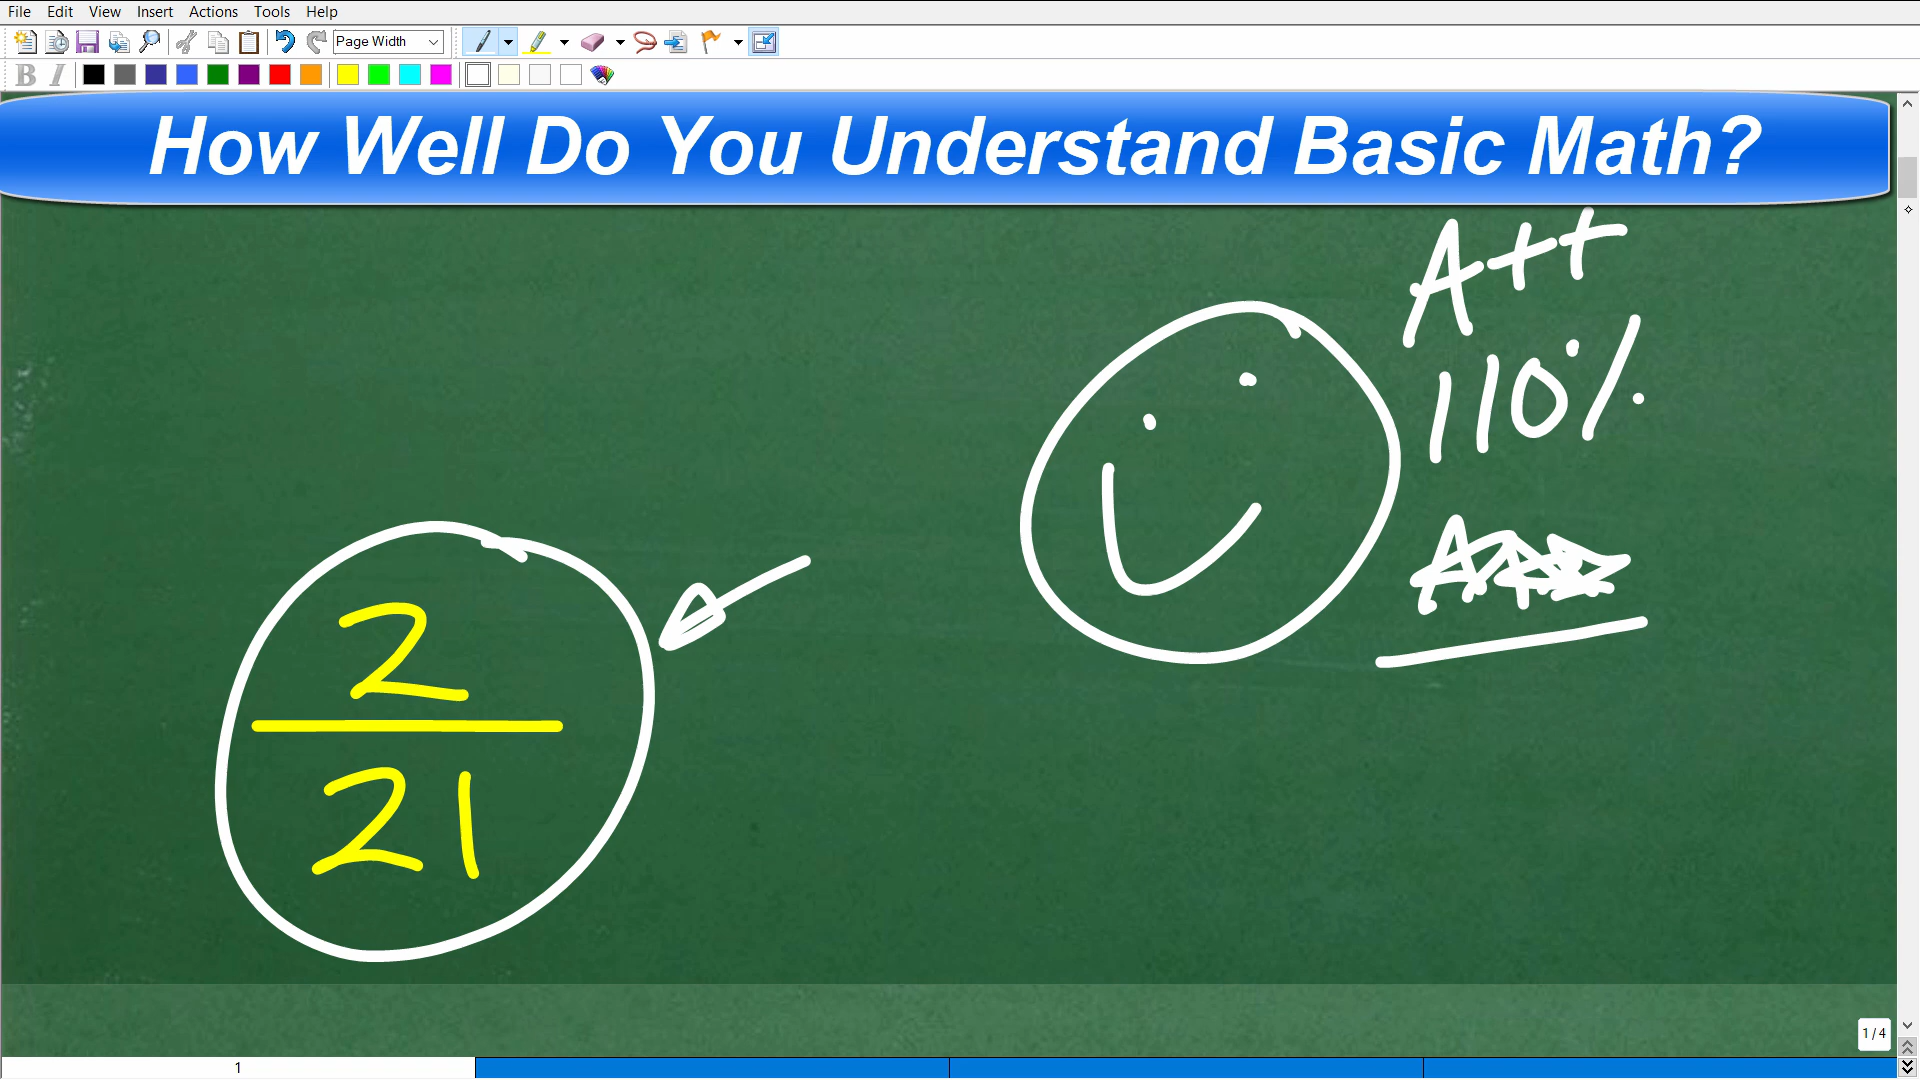 File Edit View Insert Actions Tools Help
Page Width
B I
How Well Do You Understand Basic Math?
A++
110%
2
21
1 / 4
1